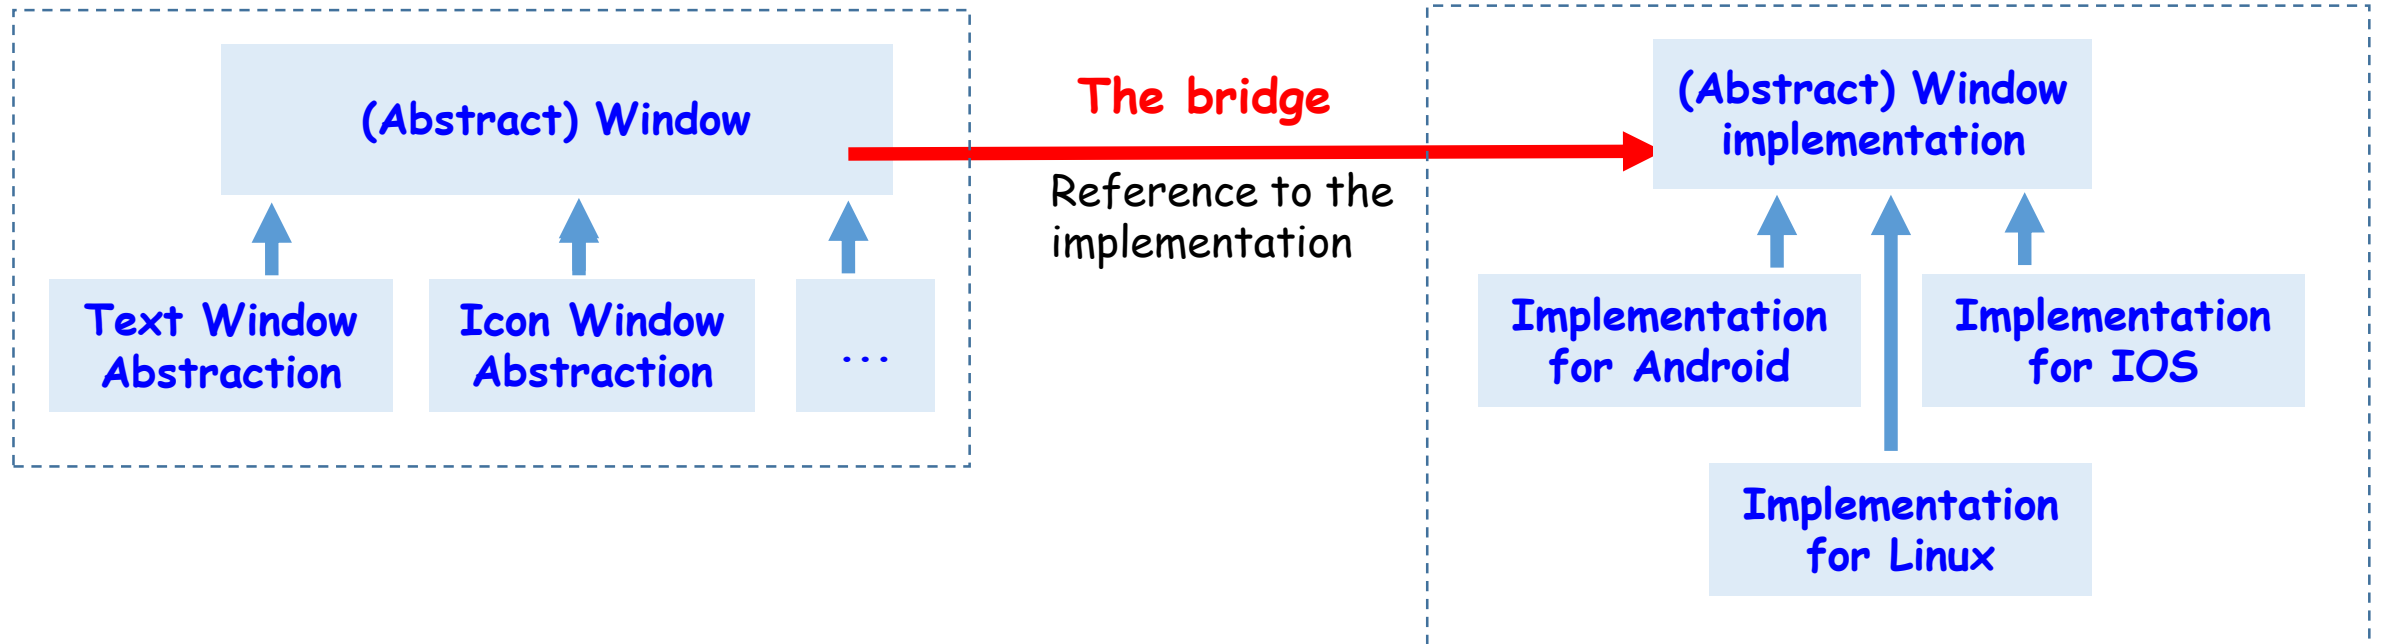 (Abstract) Window
Text Window
Abstraction
Icon Window
Abstraction
...
The bridge
Reference to the
implementation
(Abstract) Window
implementation
Implementation
for Android
Implementation
for IOS
Implementation
for Linux